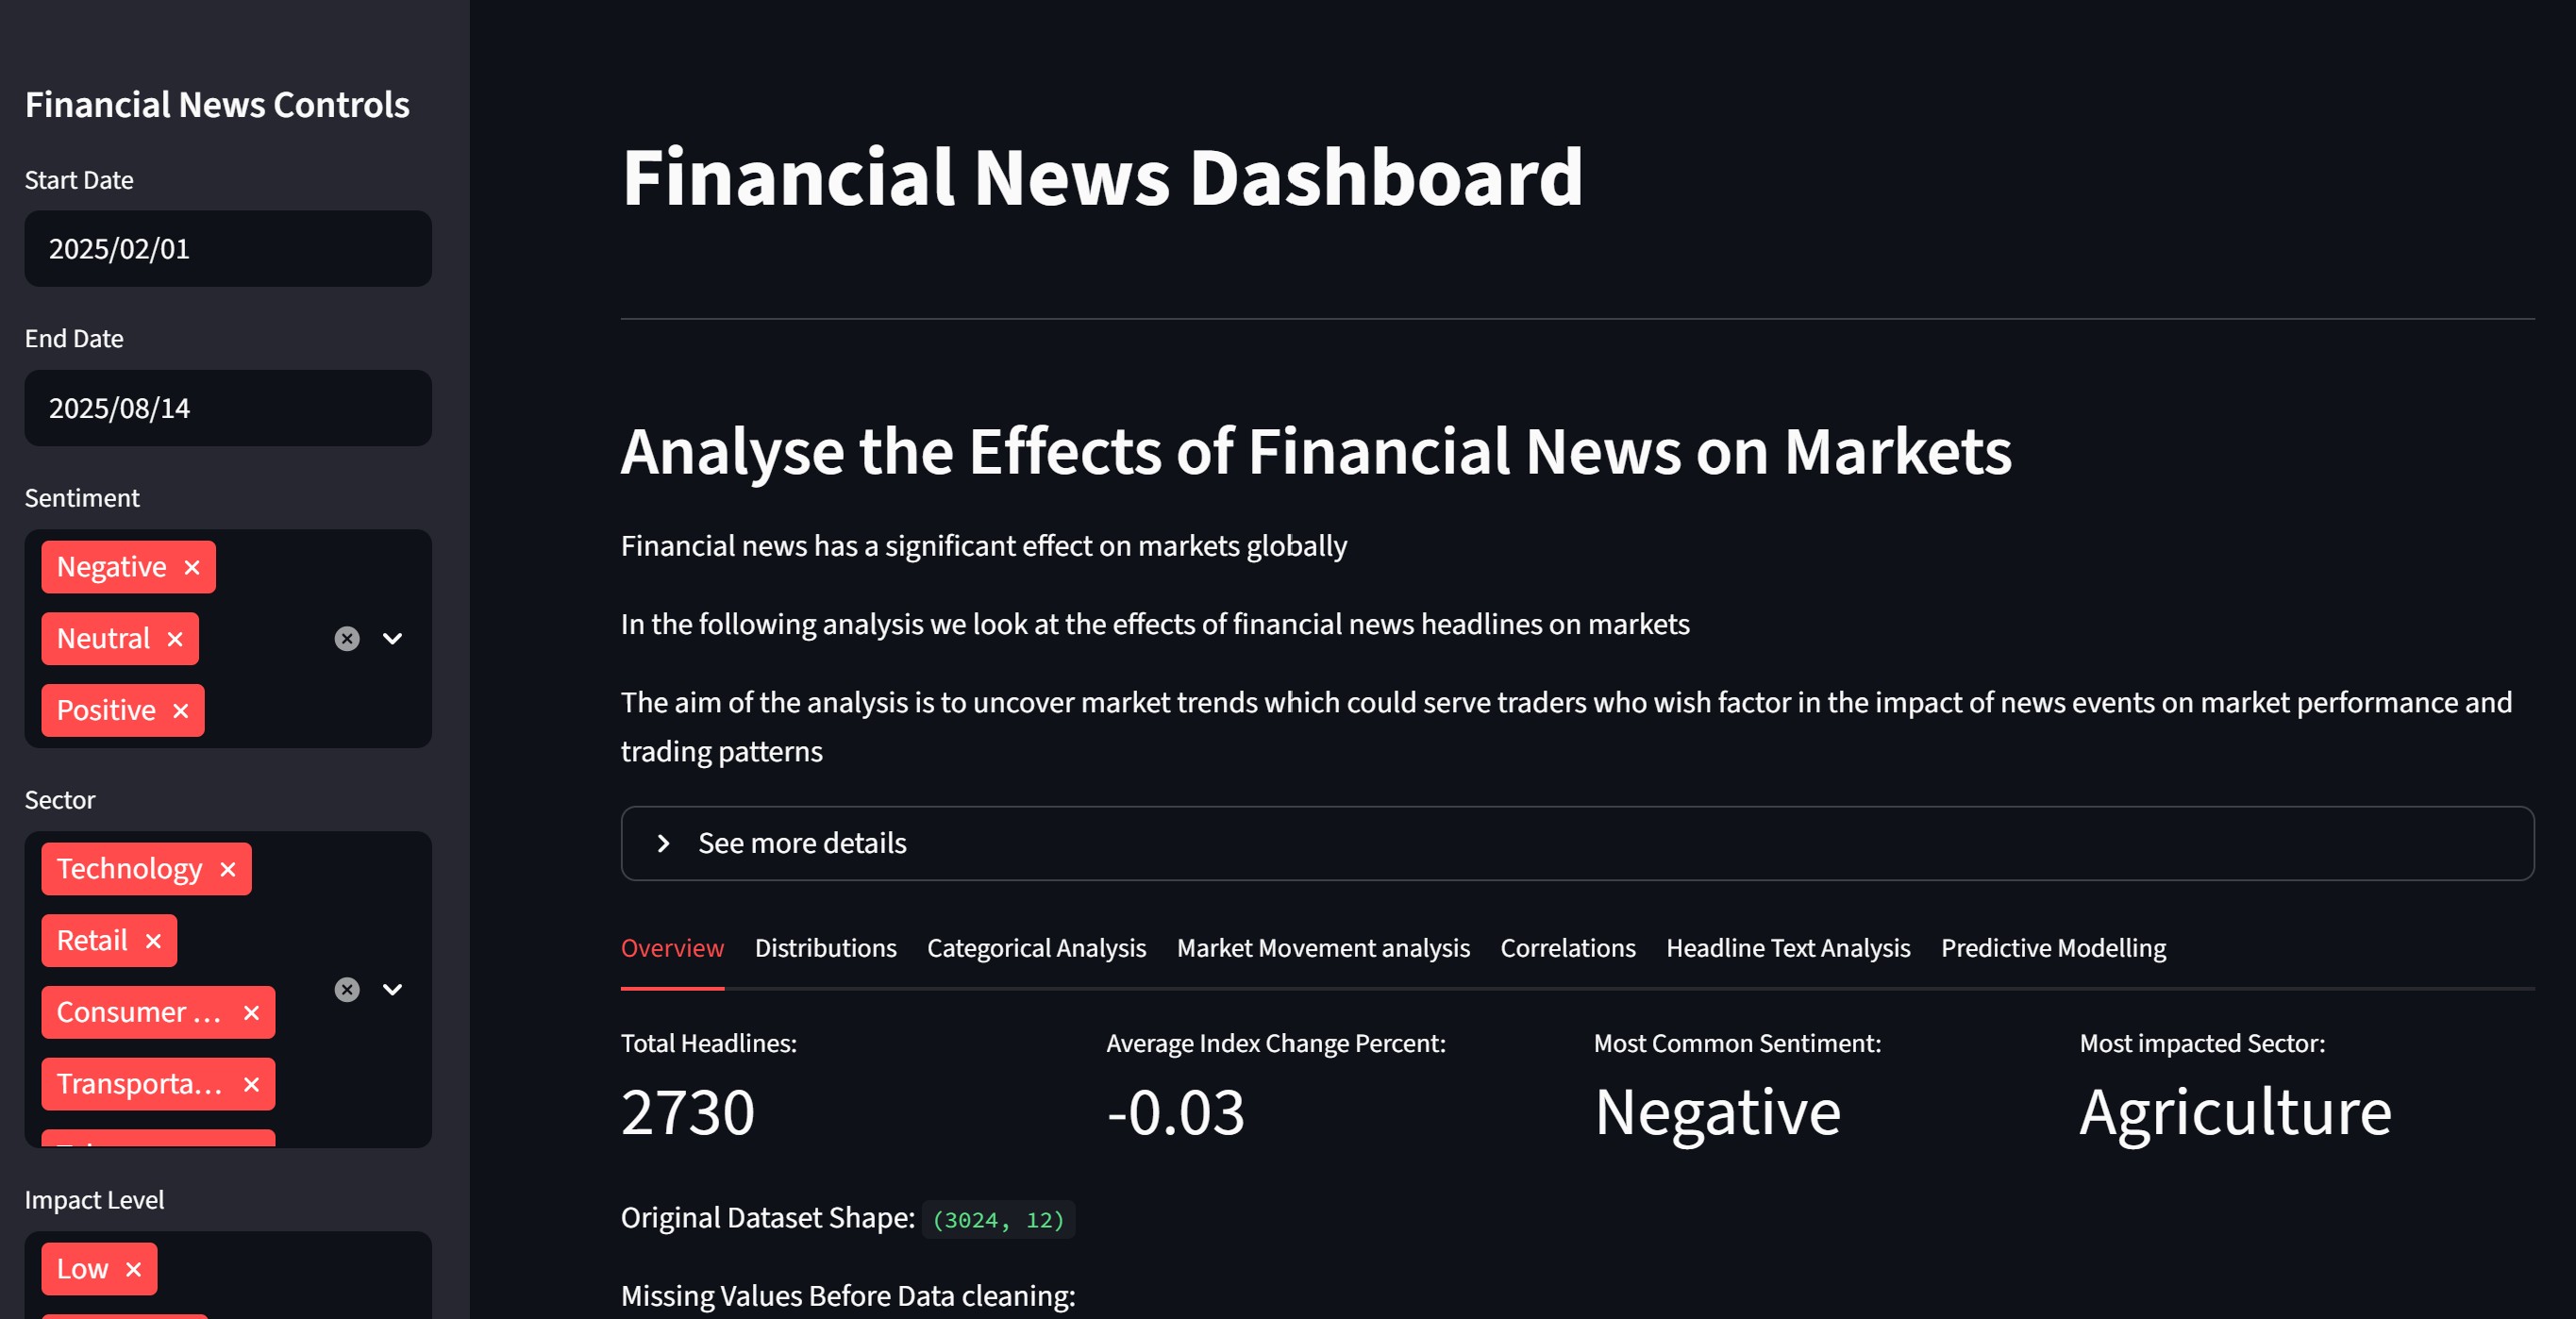 Financial News Controls
Start Date
2025/02/01
End Date
2025/08/14
Sentiment
Negative
Neutral
Positive
Sector
Technology
Retail
Consumer ...
Transporta...
Impact Level
Low
Financial News Dashboard
Analyse the Effects of Financial News on Markets
Financial news has a significant effect on markets globally
In the following analysis we look at the effects of financial news headlines on markets
The aim of the analysis is to uncover market trends which could serve traders who wish factor in the impact of news events on market performance and
trading patterns
See more details
Overview Distributions Categorical Analysis Market Movement analysis Correlations Headline Text Analysis Predictive Modelling
Total Headlines: Average Index Change Percent: Most Common Sentiment: Most impacted Sector:
2730 -0.03 Negative Agriculture
Original Dataset Shape: (3024, 12)
Missing Values Before Data cleaning: